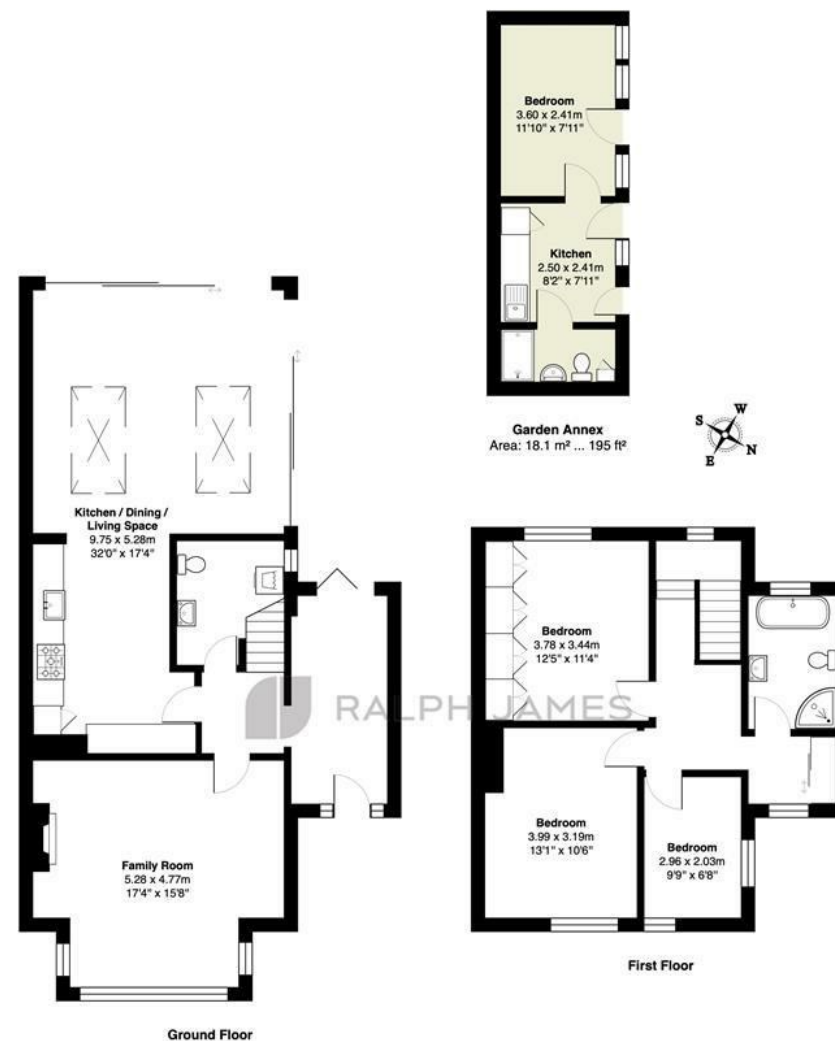 Bedroom
3.60 x 2.41m
11'10" x 7'11"
Kitchen
2.50 x 2.41m
8'2" x 7'11"
Garden Annex
Area: 18.1 m² ... 195 ft²
S
W
E
N
Kitchen / Dining /
Living Space
9.75 x 5.28m
32'0" x 17'4"
Family Room
5.28 x 4.77m
17'4" x 15'8"
Ground Floor
RALPH JAMES
Bedroom
3.78 x 3.44m
12'5" x 11'4"
Bedroom
3.99 x 3.19m
13'1" x 10'6"
Bedroom
2.96 x 2.03m
9'9" x 6'8"
First Floor